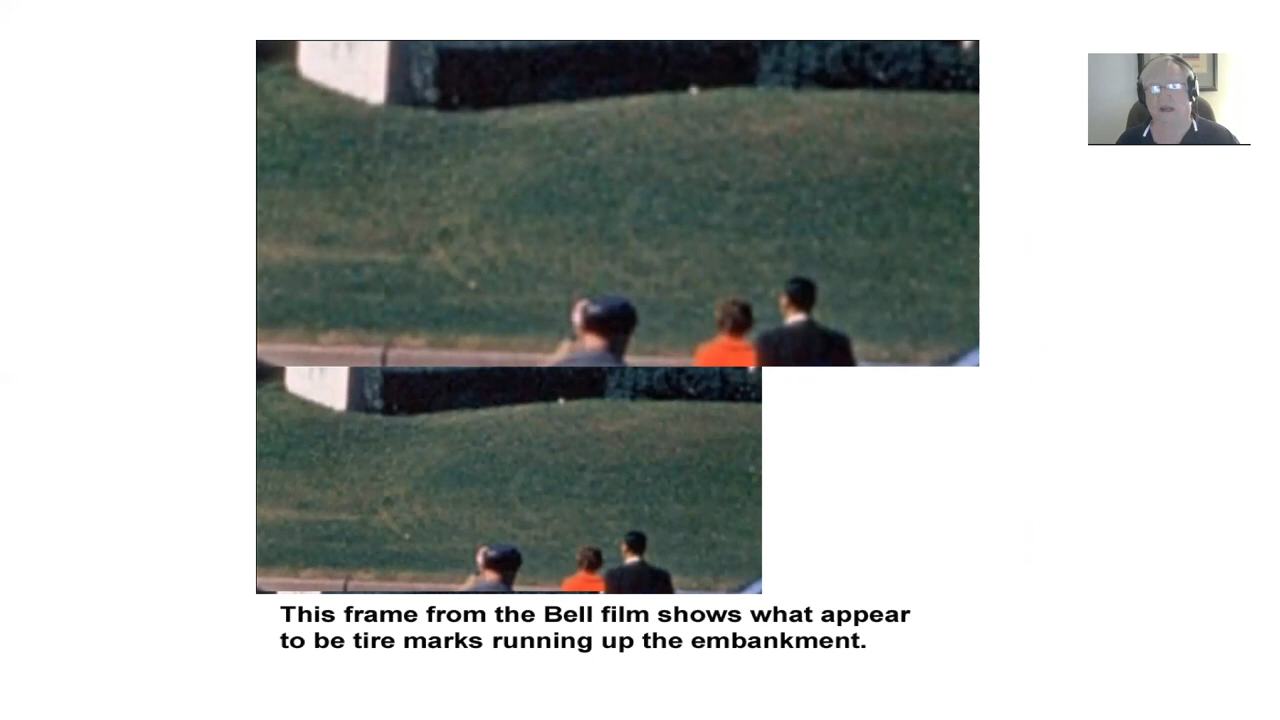 This frame from the Bell film shows what appear
to be tire marks running up the embankment.